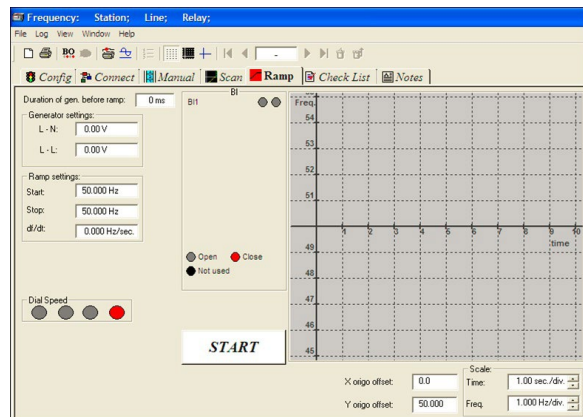 Frequency: Station; Line; Relay;
File Log View Window Help
BO
-
Config Connect Manual Scan Ramp Check List Notes
Duration of gen. before ramp: 0 ms
Generator settings:
L - N: 0.00 V
L - L: 0.00 V
Ramp settings:
Start: 50.000 Hz
Stop: 50.000 Hz
df/dt: 0.000 Hz/sec.
Dial Speed
BI
BI1
Open Close
Not used
START
Freq.
54
53
52
51
49
48
47
46
45
1 2 3 4 5 6 7 8 9 10
time
X origo offset: 0.0
Y origo offset: 50.000
Scale:
Time: 1.00 sec./div.
Freq. 1.000 Hz/div.